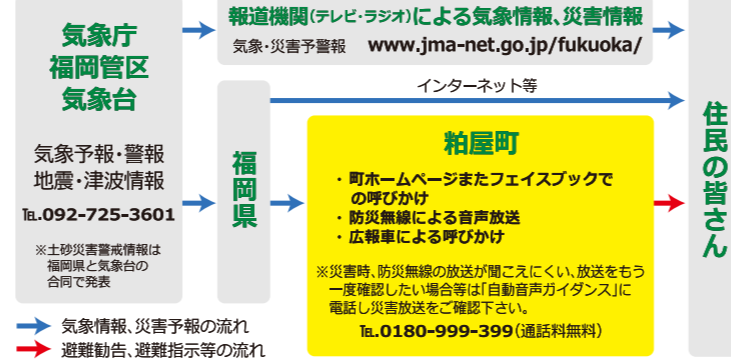 気象庁
福岡管区
気象台
気象予報・警報
地震・津波情報
℡.092-725-3601
※土砂災害警戒情報は
福岡県と気象台の
合同で発表
報道機関(テレビ・ラジオ)による気象情報、災害情報
気象・災害予警報 www.jma-net.go.jp/fukuoka/
インターネット等
福岡県
粕屋町
・町ホームページまたフェイスブックで
の呼びかけ
・防災無線による音声放送
・広報車による呼びかけ
※災害時、防災無線の放送が聞こえにくい、放送をもう
一度確認したい場合等は「自動音声ガイダンス」に
電話し災害放送をご確認下さい。
℡.0180-999-399(通話料無料)
住民の皆さん
気象情報、災害予報の流れ
避難勧告、避難指示等の流れ